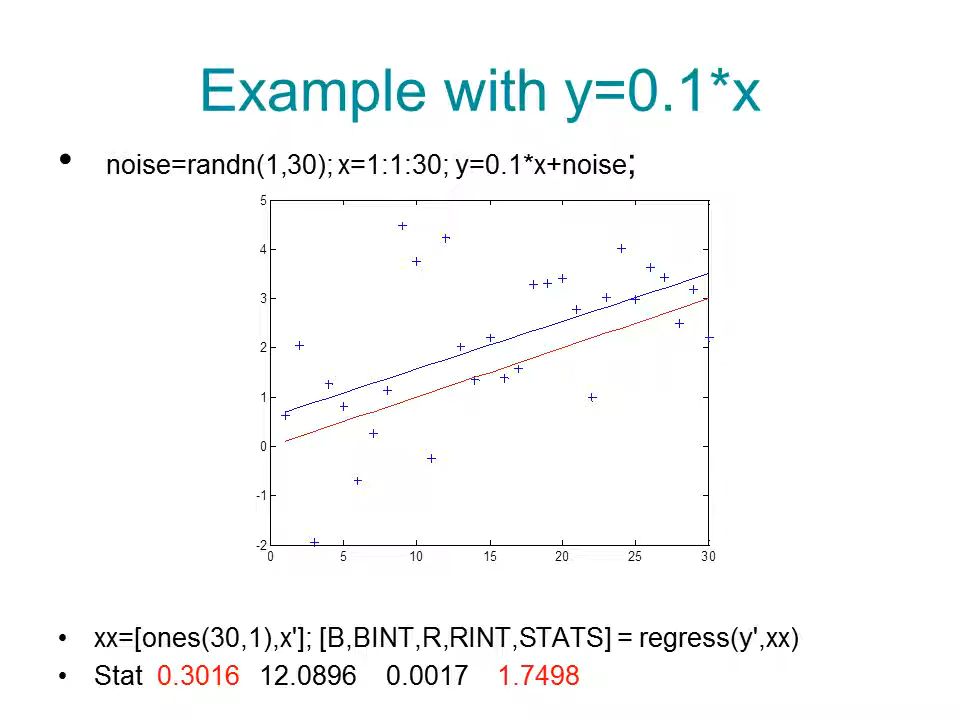 Example with y=0.1*x
• noise=randn(1,30); x=1:1:30; y=0.1*x+noise;
5
4
3
2
1
0
-1
-2
0 5 10 15 20 25 30
• xx=[ones(30,1),x']; [B,BINT,R,RINT,STATS] = regress(y',xx)
• Stat 0.3016 12.0896 0.0017 1.7498